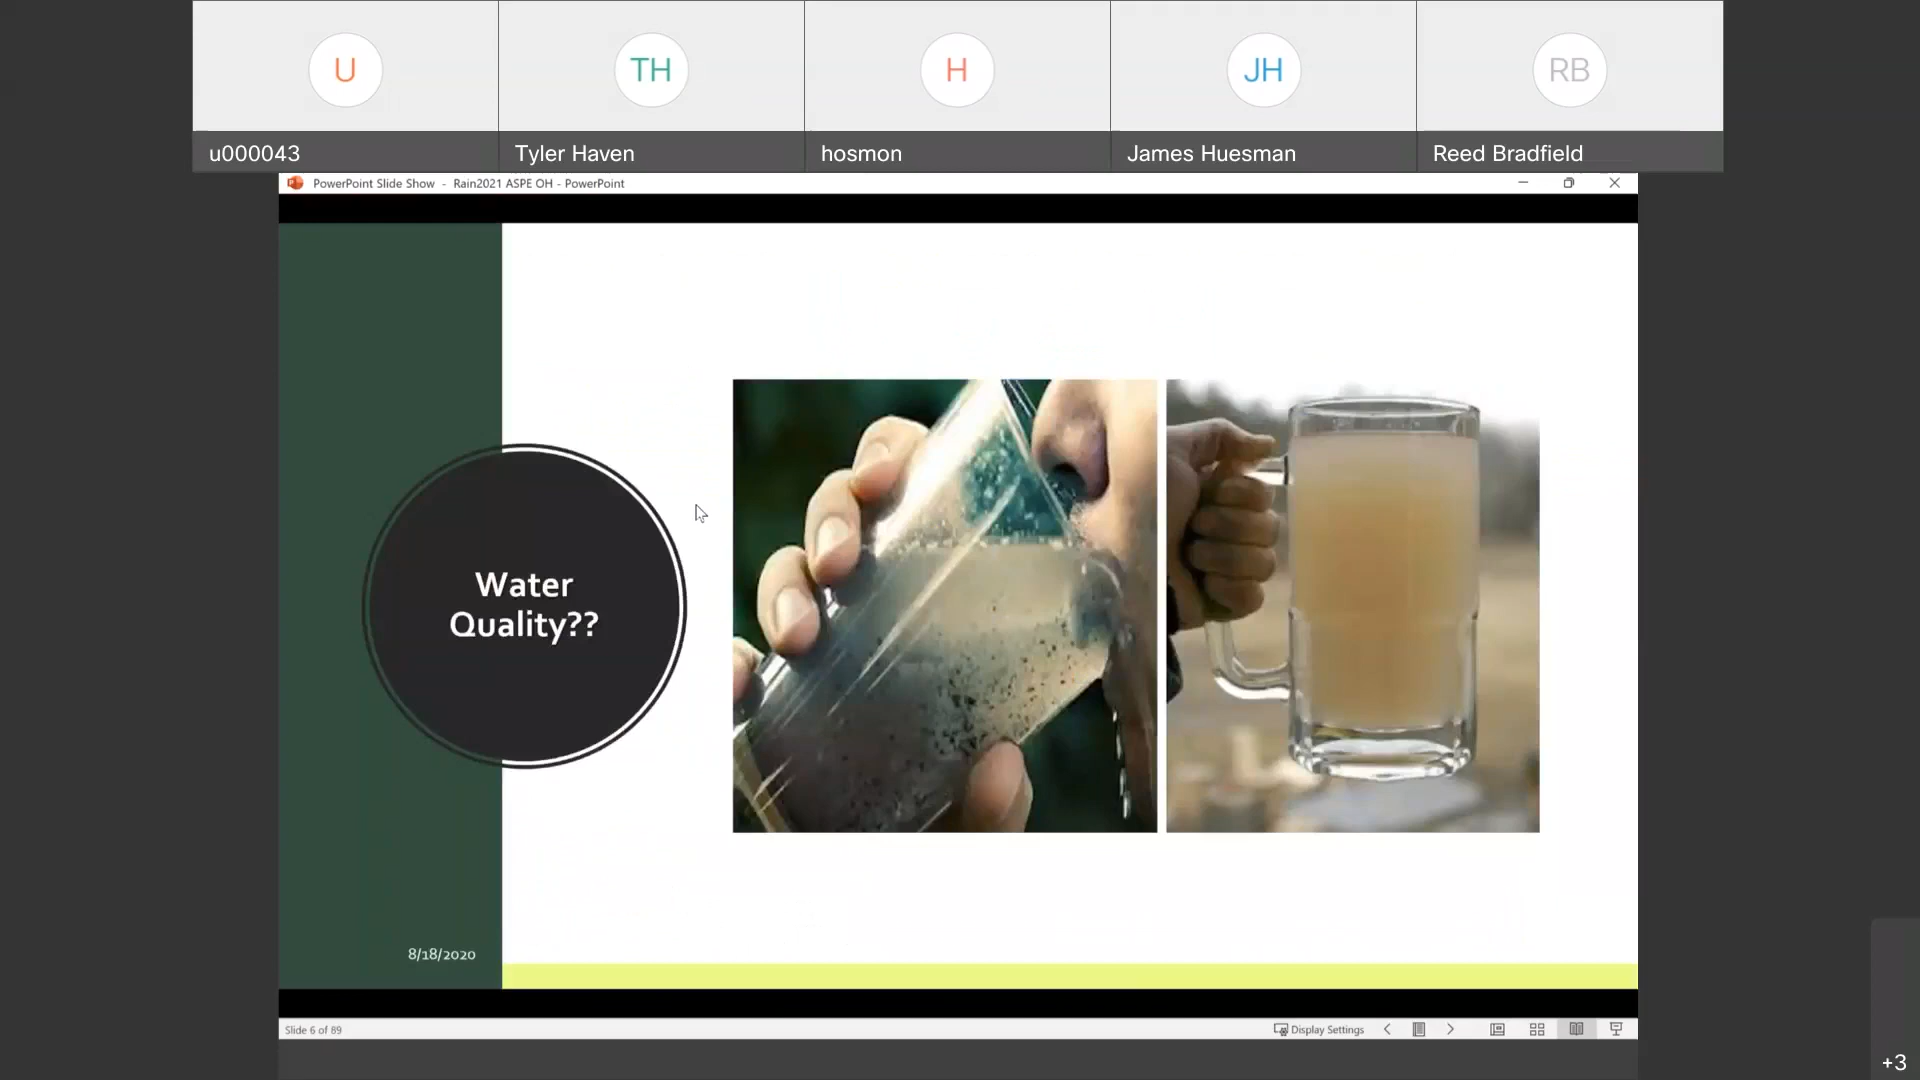 U
TH
H
JH
RB
u000043
Tyler Haven
hosmon
James Huesman
Reed Bradfield
PowerPoint Slide Show - Rain2021 ASPE OH - PowerPoint
Water
Quality??
8/18/2020
Slide 6 of 89
Display Settings
+3